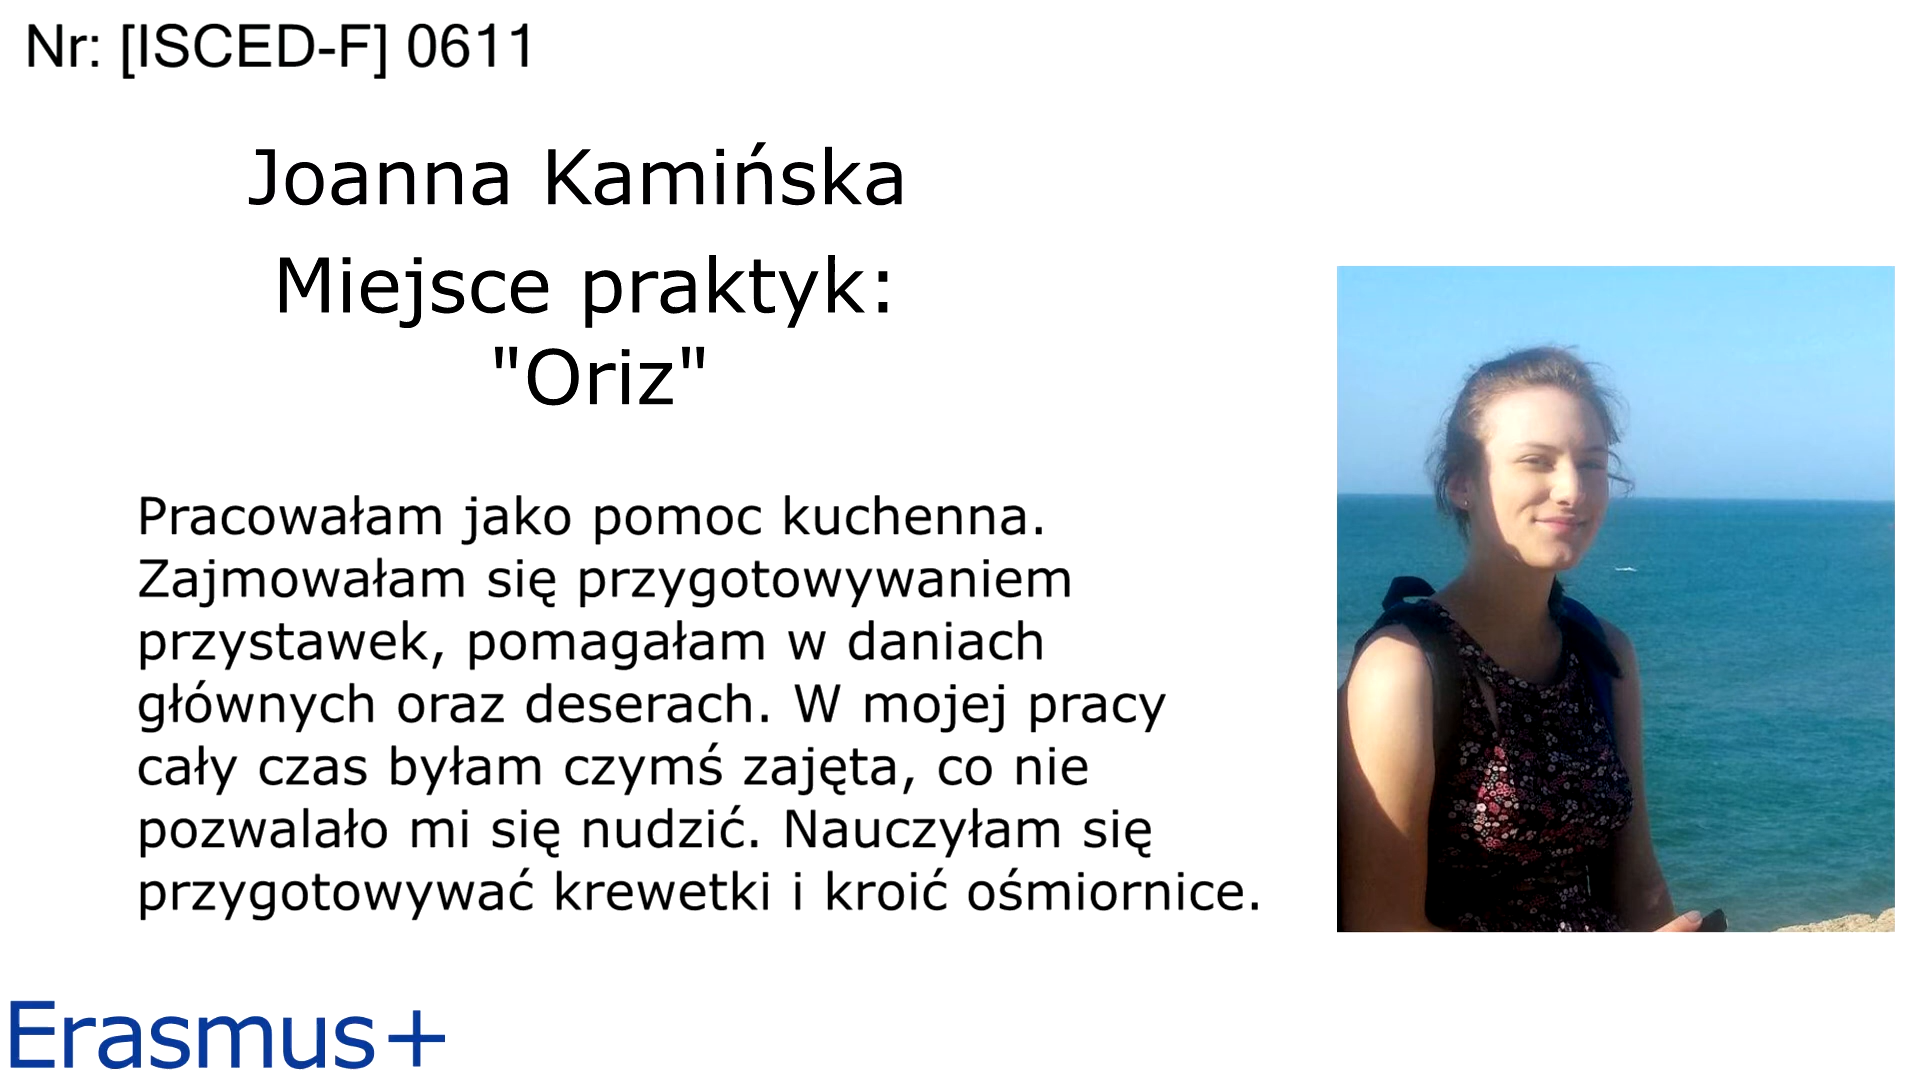 Nr: [ISCED-F] 0611
Joanna Kamińska
Miejsce praktyk:
"Oriz"
Pracowałam jako pomoc kuchenna.
Zajmowałam się przygotowywaniem
przystawek, pomagałam w daniach
głównych oraz deserach. W mojej pracy
cały czas byłam czymś zajęta, co nie
pozwalało mi się nudzić. Nauczyłam się
przygotowywać krewetki i kroić ośmiornice.
Erasmus+